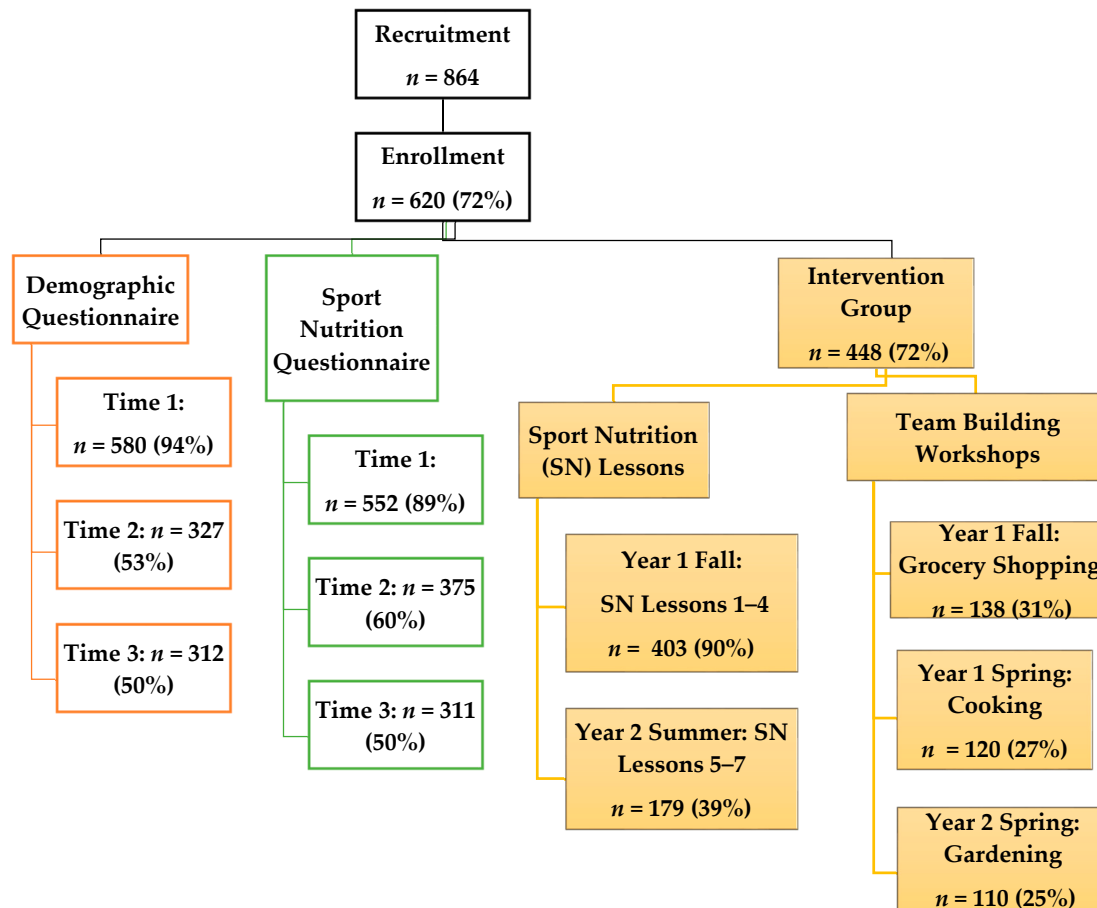 Recruitment
n = 864
Enrollment
n = 620 (72%)
Demographic
Questionnaire
Time 1:
n = 580 (94%)
Time 2: n = 327
(53%)
Time 3: n = 312
(50%)
Sport
Nutrition
Questionnaire
Time 1:
n = 552 (89%)
Time 2: n = 375
(60%)
Time 3: n = 311
(50%)
Intervention
Group
n = 448 (72%)
Sport Nutrition
(SN) Lessons
Year 1 Fall:
SN Lessons 1–4
n = 403 (90%)
Year 2 Summer: SN
Lessons 5–7
n = 179 (39%)
Team Building
Workshops
Year 1 Fall:
Grocery Shopping
n = 138 (31%)
Year 1 Spring:
Cooking
n = 120 (27%)
Year 2 Spring:
Gardening
n = 110 (25%)